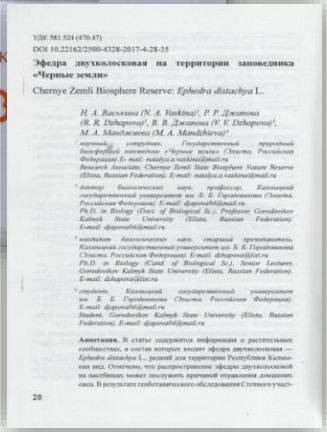 УДК 581.524 (470.47)
DOI 10.22162/2500-4328-2017-4-28-35
Эфедра двухколосковая на территории заповедника
«Черные земли»
Chernye Zemli Biosphere Reserve: Ephedra distachya L.
Н. А. Васькина (N. A. Vaskina)¹, Р. Р. Джапова
(R. R. Dzhapova)², В. В. Джапова (V. V. Dzhapova)³,
М. А. Манджиева (M. A. Mandzhieva)⁴
¹ научный сотрудник, Государственный природный
биосферный заповедник «Черные земли» (Элиста, Российская
Федерация). E-mail: natalya.a.vaskina@mail.ru
Research Associate, Chernye Zemli State Biosphere Nature Reserve
(Elista, Russian Federation). E-mail: natalya.a.vaskina@mail.ru
² доктор биологических наук, профессор, Калмыцкий
государственный университет им. Б. Б. Городовикова (Элиста,
Российская Федерация). E-mail: djapova04@mail.ru
Ph.D. in Biology (Doct. of Biological Sc.), Professor, Gorodovikov
Kalmyk State University (Elista, Russian Federation).
E-mail: djapova04@mail.ru
³ кандидат биологических наук, старший преподаватель,
Калмыцкий государственный университет им. Б. Б. Городовикова
(Элиста, Российская Федерация). E-mail: djapova@list.ru
Ph.D. in Biology (Cand. of Biological Sc.), Senior Lecturer,
Gorodovikov Kalmyk State University (Elista, Russian Federation).
E-mail: djapova@list.ru
⁴ студент, Калмыцкий государственный университет
им. Б. Б. Городовикова (Элиста, Российская Федерация).
E-mail: djapova04@mail.ru
Student, Gorodovikov Kalmyk State University (Elista, Russian
Federation). E-mail: djapova04@mail.ru
Аннотация. В статье содержится информация о растительных
сообществах, в состав которых входит эфедра двухколосковая —
Ephedra distachya L., редкий для территории Республики Калмы-
кия вид. Отмечено, что распространение эфедры двухколосковой
на пастбищах может послужить причиной отравления домашних
овец. В результате геоботанического обследования Степного участ-
28